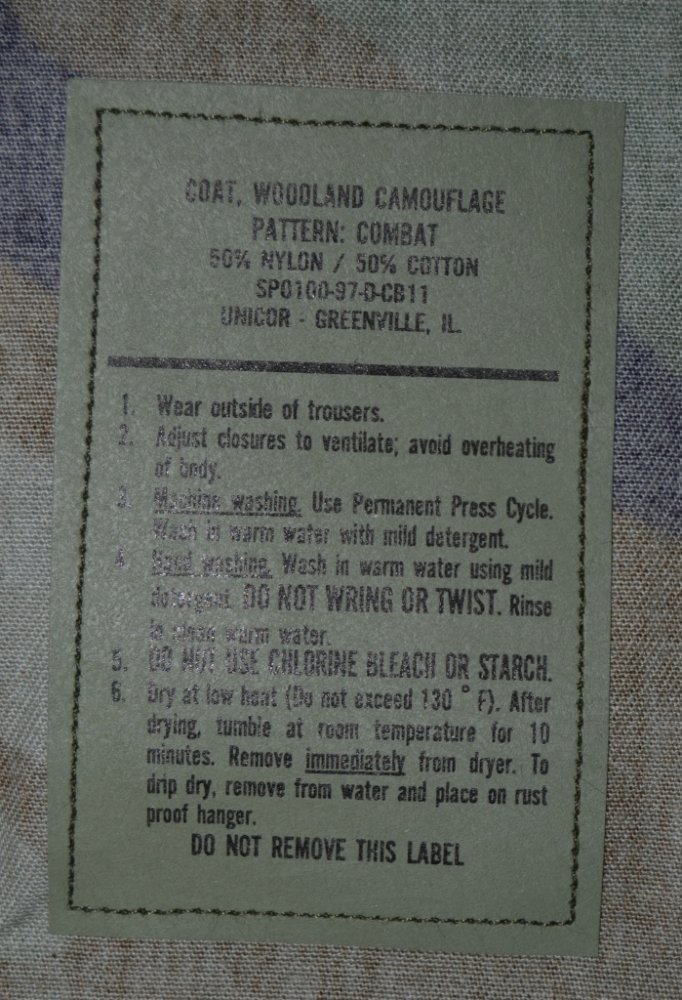 COAT, WOODLAND CAMOUFLAGE
PATTERN: COMBAT
50% NYLON / 50% COTTON
SPO100-97-D-CB11
UNICOR - GREENVILLE, IL.
1. Wear outside of trousers.
2. Adjust closures to ventilate; avoid overheating
of body.
3. Machine washing. Use Permanent Press Cycle.
Wash in warm water with mild detergent.
4. Hand washing. Wash in warm water using mild
detergent. DO NOT WRING OR TWIST. Rinse
in clean warm water.
5. DO NOT USE CHLORINE BLEACH OR STARCH.
6. Dry at low heat (Do not exceed 130 ° F). After
drying, tumble at room temperature for 10
minutes. Remove immediately from dryer. To
drip dry, remove from water and place on rust
proof hanger.
DO NOT REMOVE THIS LABEL